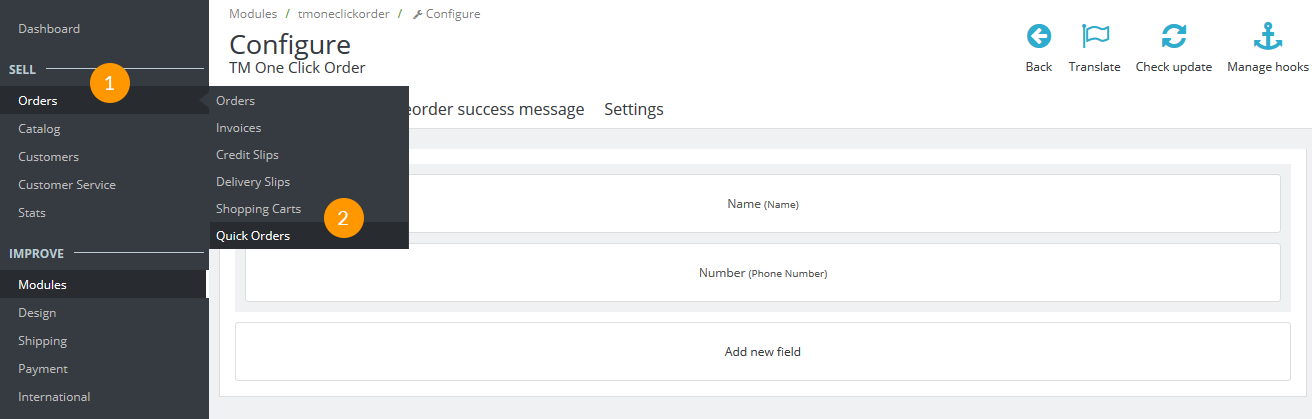 Dashboard
SELL
1
Orders
Catalog
Customers
Customer Service
Stats
IMPROVE
Modules
Design
Shipping
Payment
International
Orders
Invoices
Credit Slips
Delivery Slips
Shopping Carts
2
Quick Orders
Modules / tmoneclickorder / Configure
Configure
TM One Click Order
Back
Translate
Check update
Manage hooks
eorder success message
Settings
Name (Name)
Number (Phone Number)
Add new field